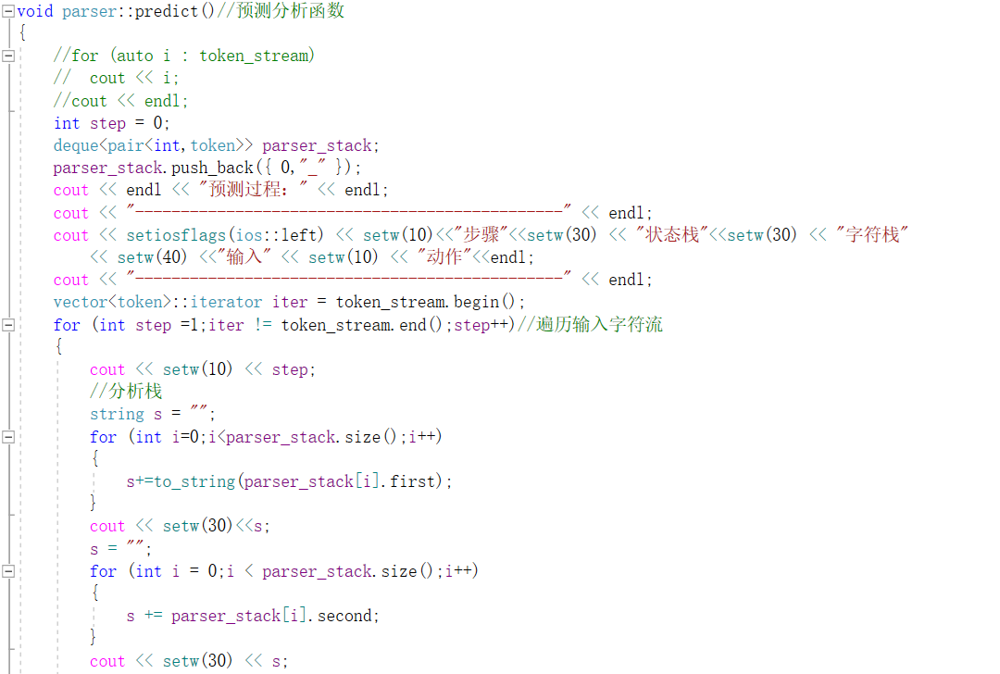 void parser::predict()//预测分析函数
{
    //for (auto i : token_stream)
    //  cout << i;
    //cout << endl;
    int step = 0;
    deque<pair<int,token>> parser_stack;
    parser_stack.push_back({ 0,"_" });
    cout << endl << "预测过程：" << endl;
    cout << "-----------------------------------------------" << endl;
    cout << setiosflags(ios::left) << setw(10)<<"步骤"<<setw(30) << "状态栈"<<setw(30) << "字符栈"
        << setw(40) <<"输入" << setw(10) << "动作"<<endl;
    cout << "-----------------------------------------------" << endl;
    vector<token>::iterator iter = token_stream.begin();
    for (int step =1;iter != token_stream.end();step++)//遍历输入字符流
    {
        cout << setw(10) << step;
        //分析栈
        string s = "";
        for (int i=0;i<parser_stack.size();i++)
        {
            s+=to_string(parser_stack[i].first);
        }
        cout << setw(30)<<s;
        s = "";
        for (int i = 0;i < parser_stack.size();i++)
        {
            s += parser_stack[i].second;
        }
        cout << setw(30) << s;